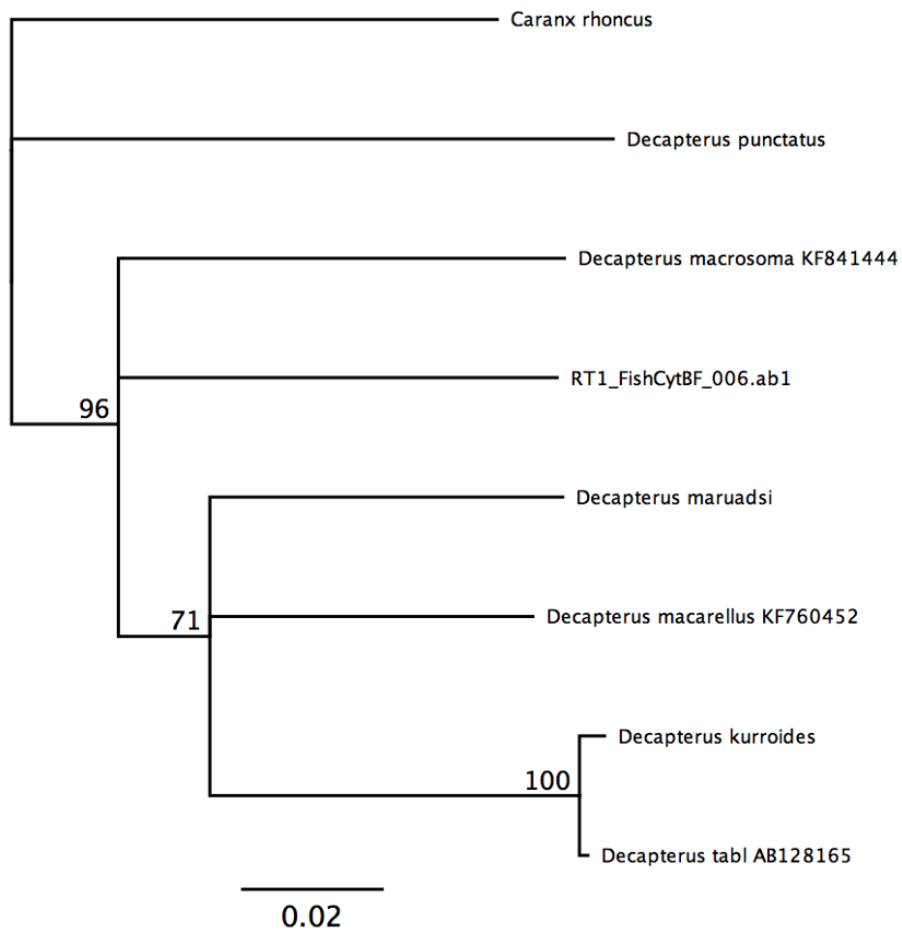 Caranx rhoncus
Decapterus punctatus
Decapterus macrosoma KF841444
RT1_FishCytBF_006.ab1
96
Decapterus maruadsi
Decapterus macarellus KF760452
71
Decapterus kurroides
100
Decapterus tabl AB128165
0.02